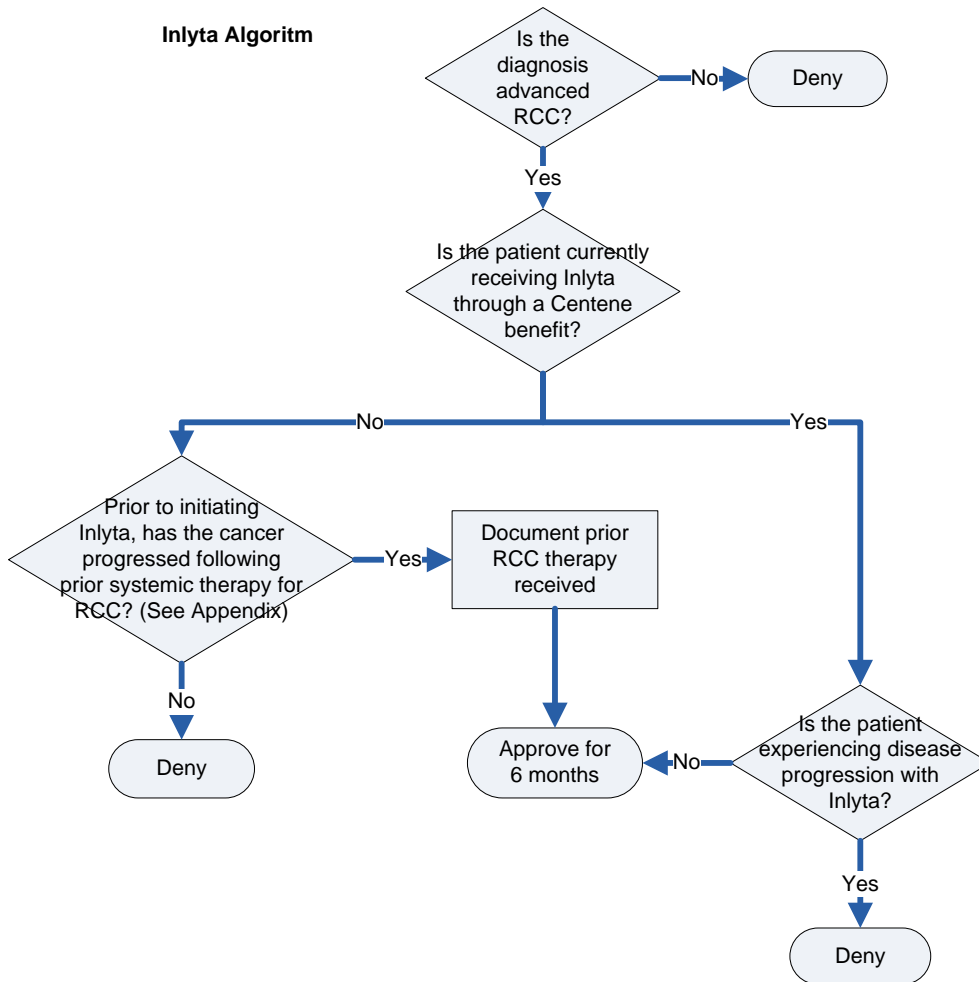 Inlyta Algoritm
Is the
diagnosis
advanced
RCC?
No
Deny
Yes
Is the patient currently
receiving Inlyta
through a Centene
benefit?
No
Yes
Prior to initiating
Inlyta, has the cancer
progressed following
prior systemic therapy for
RCC? (See Appendix)
Yes
Document prior
RCC therapy
received
No
Deny
Approve for
6 months
No
Is the patient
experiencing disease
progression with
Inlyta?
Yes
Deny